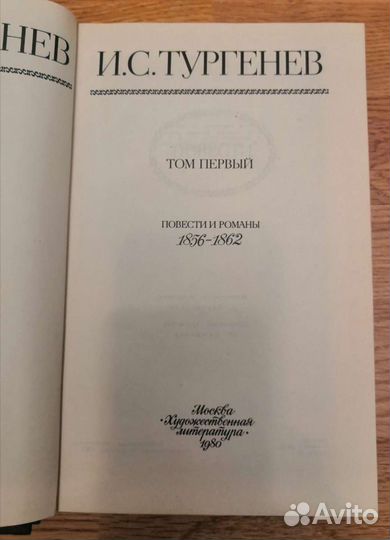 НЕВ
И.С.ТУРГЕНЕВ
ТОМ ПЕРВЫЙ
ПОВЕСТИ И РОМАНЫ
1856–1862
Москва
·Художественная
литература·
1980
Avito